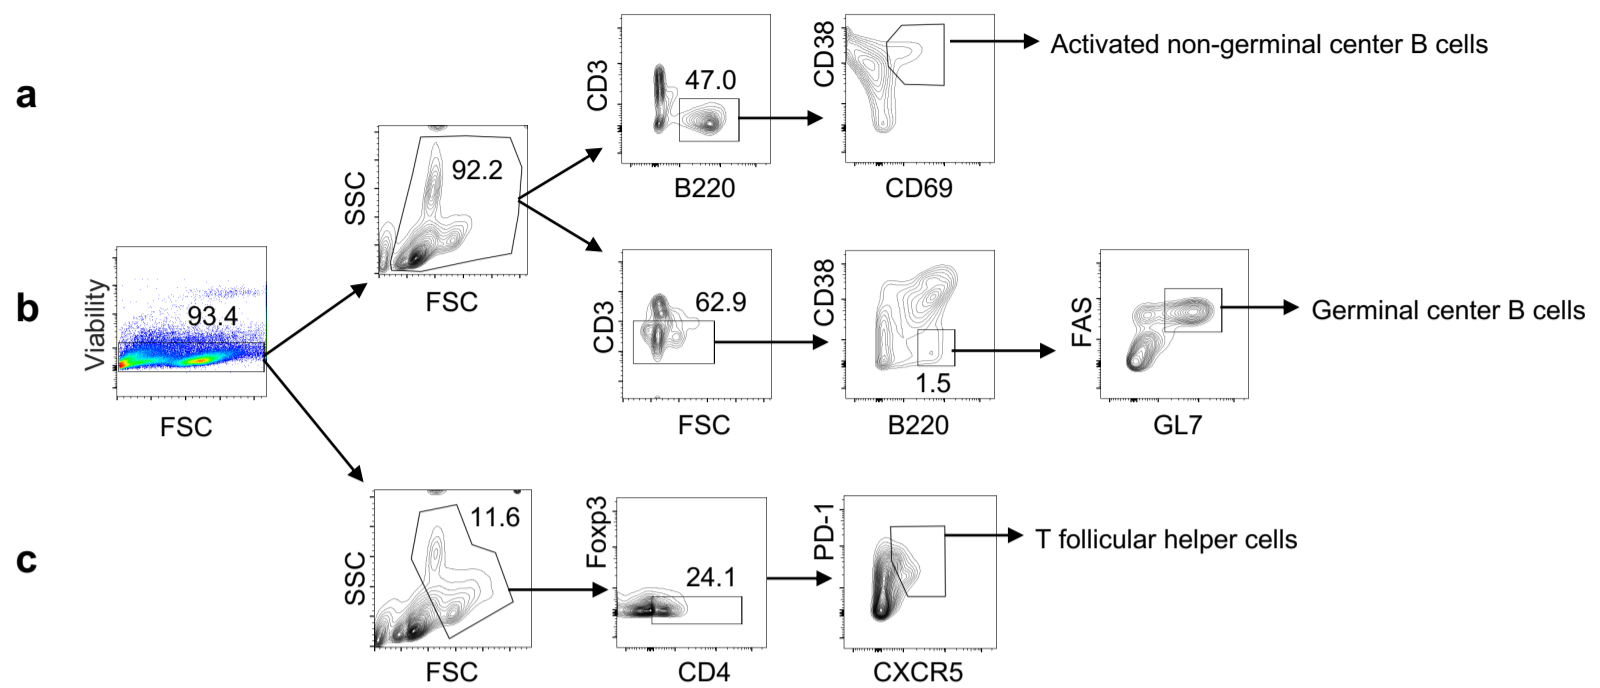 a
CD3
47.0
B220
CD38
CD69
Activated non-germinal center B cells
SSC
92.2
FSC
b
Viability
93.4
FSC
CD3
62.9
FSC
CD38
1.5
B220
FAS
GL7
Germinal center B cells
c
SSC
11.6
FSC
Foxp3
24.1
CD4
PD-1
CXCR5
T follicular helper cells